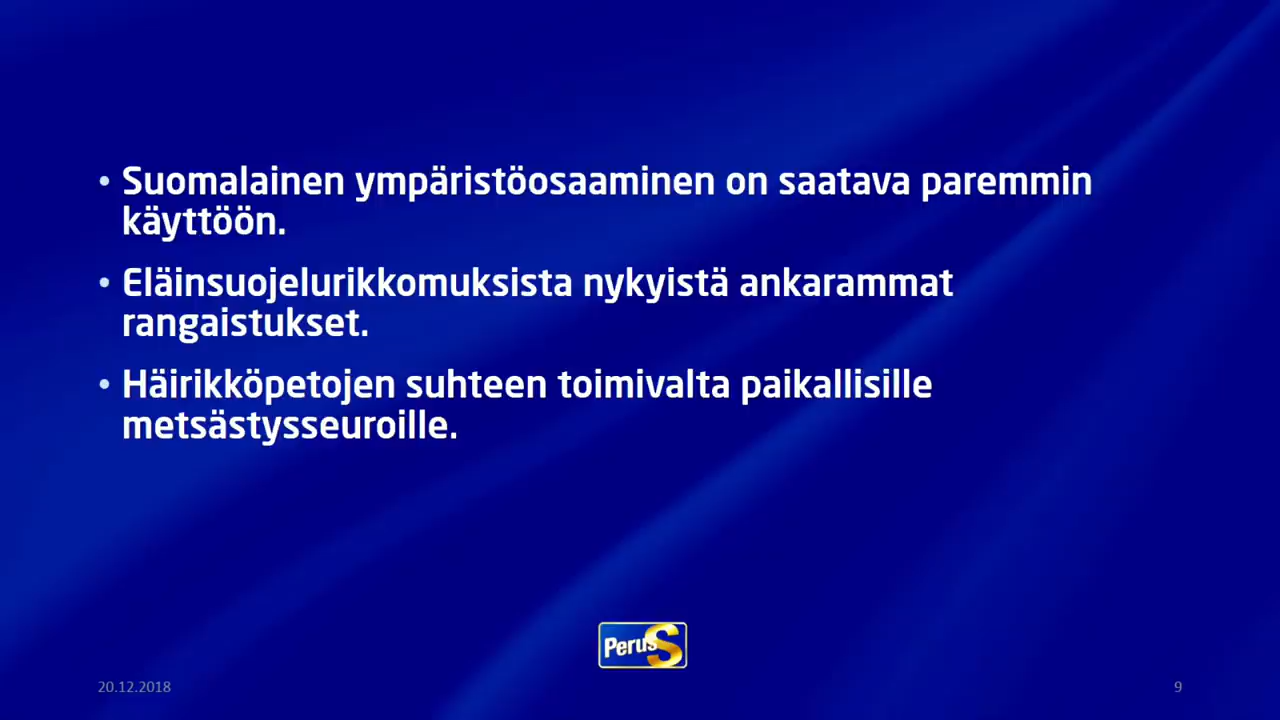 • Suomalainen ympäristöosaaminen on saatava paremmin
käyttöön.
• Eläinsuojelurikkomuksista nykyistä ankarammat
rangaistukset.
• Häirikköpetojen suhteen toimivalta paikallisille
metsästysseuroille.
PerusS
20.12.2018
9